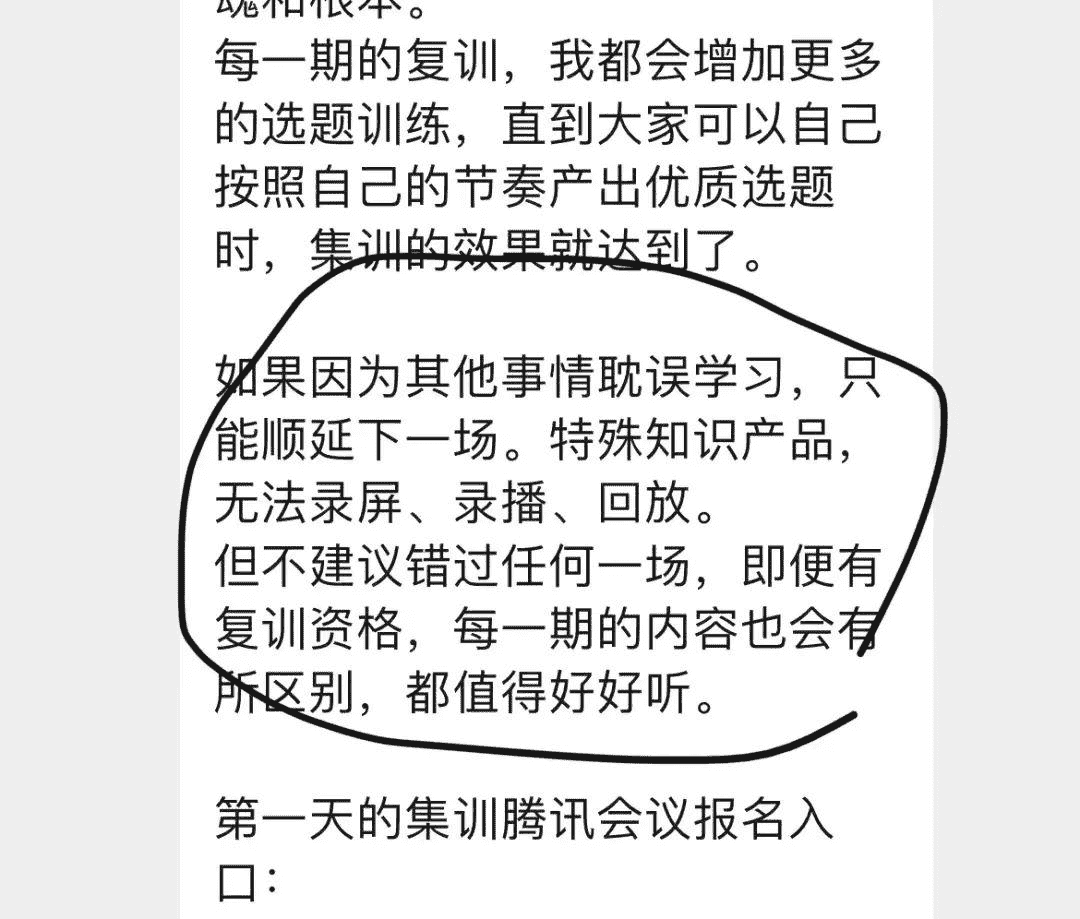 魂和根本。
每一期的复训，我都会增加更多
的选题训练，直到大家可以自己
按照自己的节奏产出优质选题
时，集训的效果就达到了。
如果因为其他事情耽误学习，只
能顺延下一场。特殊知识产品，
无法录屏、录播、回放。
但不建议错过任何一场，即便有
复训资格，每一期的内容也会有
所区别，都值得好好听。
第一天的集训腾讯会议报名入
口：